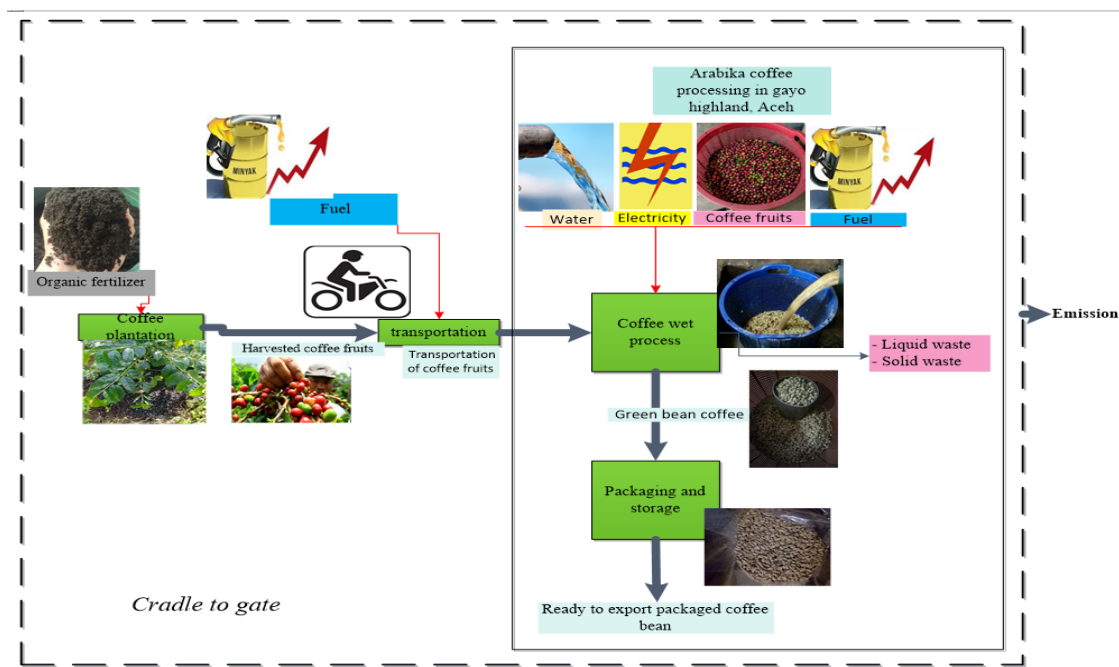 Arabika coffee
processing in gayo
highland, Aceh
MINYAK
MINYAK
Water
Electricity
Coffee fruits
Fuel
Fuel
Organic fertilizer
Coffee
plantation
Harvested coffee fruits
transportation
Transportation
of coffee fruits
Coffee wet
process
- Liquid waste
- Solid waste
Emission
Green bean coffee
Packaging and
storage
Cradle to gate
Ready to export packaged coffee
bean